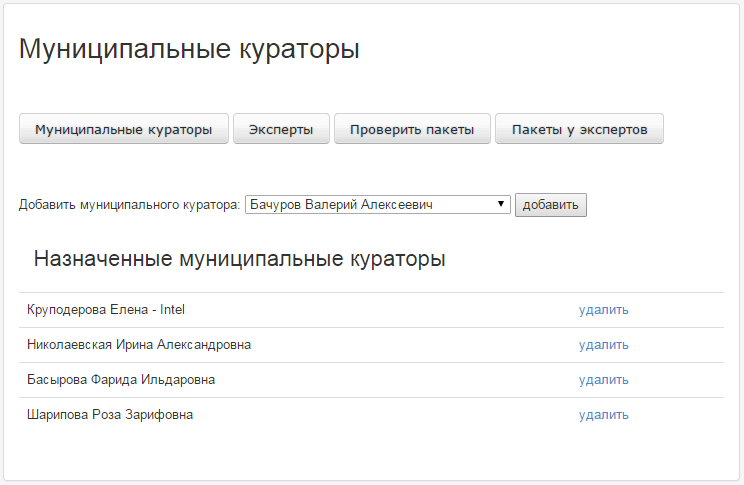 Муниципальные кураторы
Муниципальные кураторы Эксперты Проверить пакеты Пакеты у экспертов
Добавить муниципального куратора: Бачуров Валерий Алексеевич добавить
Назначенные муниципальные кураторы
Круподерова Елена - Intel удалить
Николаевская Ирина Александровна удалить
Басырова Фарида Ильдаровна удалить
Шарипова Роза Зарифовна удалить